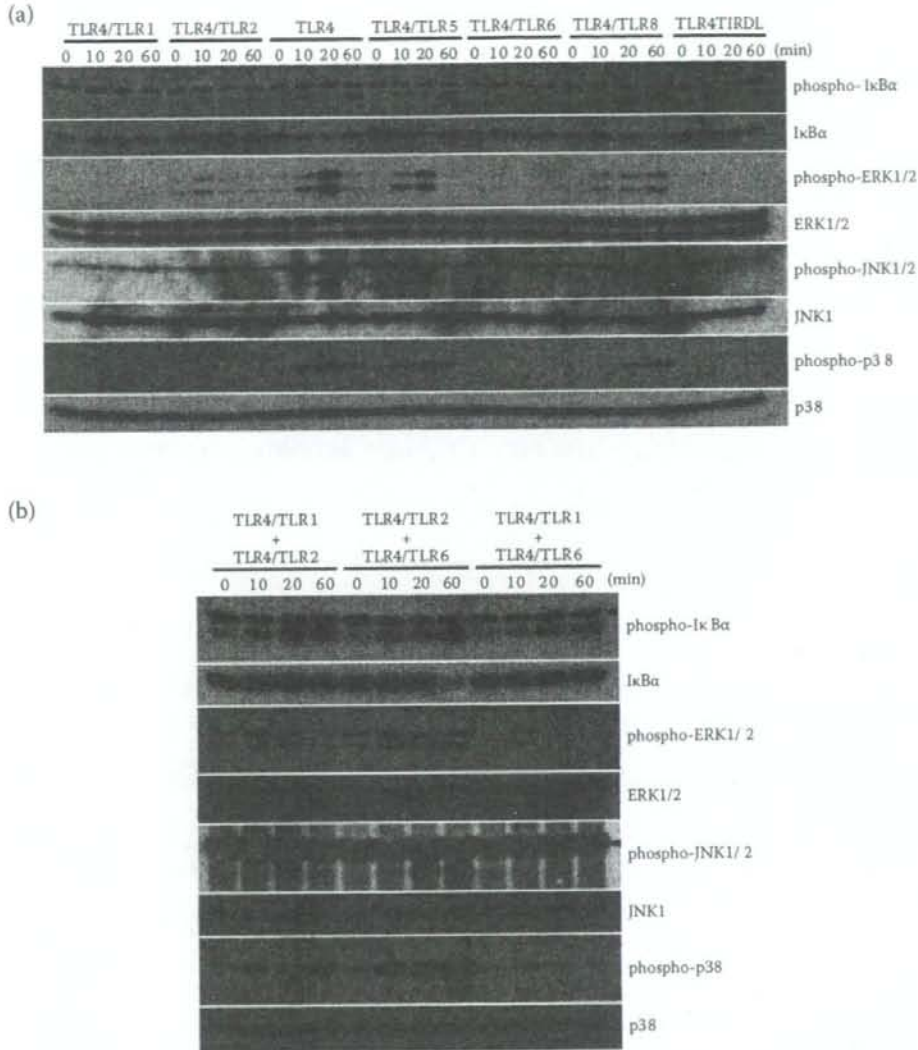 (a)
TLR4/TLR1 TLR4/TLR2 TLR4 TLR4/TLR5 TLR4/TLR6 TLR4/TLR8 TLR4TIRDL
0 10 20 60 0 10 20 60 0 10 20 60 0 10 20 60 0 10 20 60 0 10 20 60 0 10 20 60 (min)
phospho- IκBα
IκBα
phospho-ERK1/2
ERK1/2
phospho-JNK1/2
JNK1
phospho-p3 8
p38
(b)
TLR4/TLR1 TLR4/TLR2 TLR4/TLR1
+ + +
TLR4/TLR2 TLR4/TLR6 TLR4/TLR6
0 10 20 60 0 10 20 60 0 10 20 60 (min)
phospho-Iκ Bα
IκBα
phospho-ERK1/ 2
ERK1/2
phospho-JNK1/ 2
JNK1
phospho-p38
p38